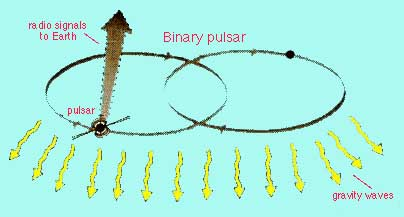 radio signals
to Earth
Binary pulsar
pulsar
gravity waves